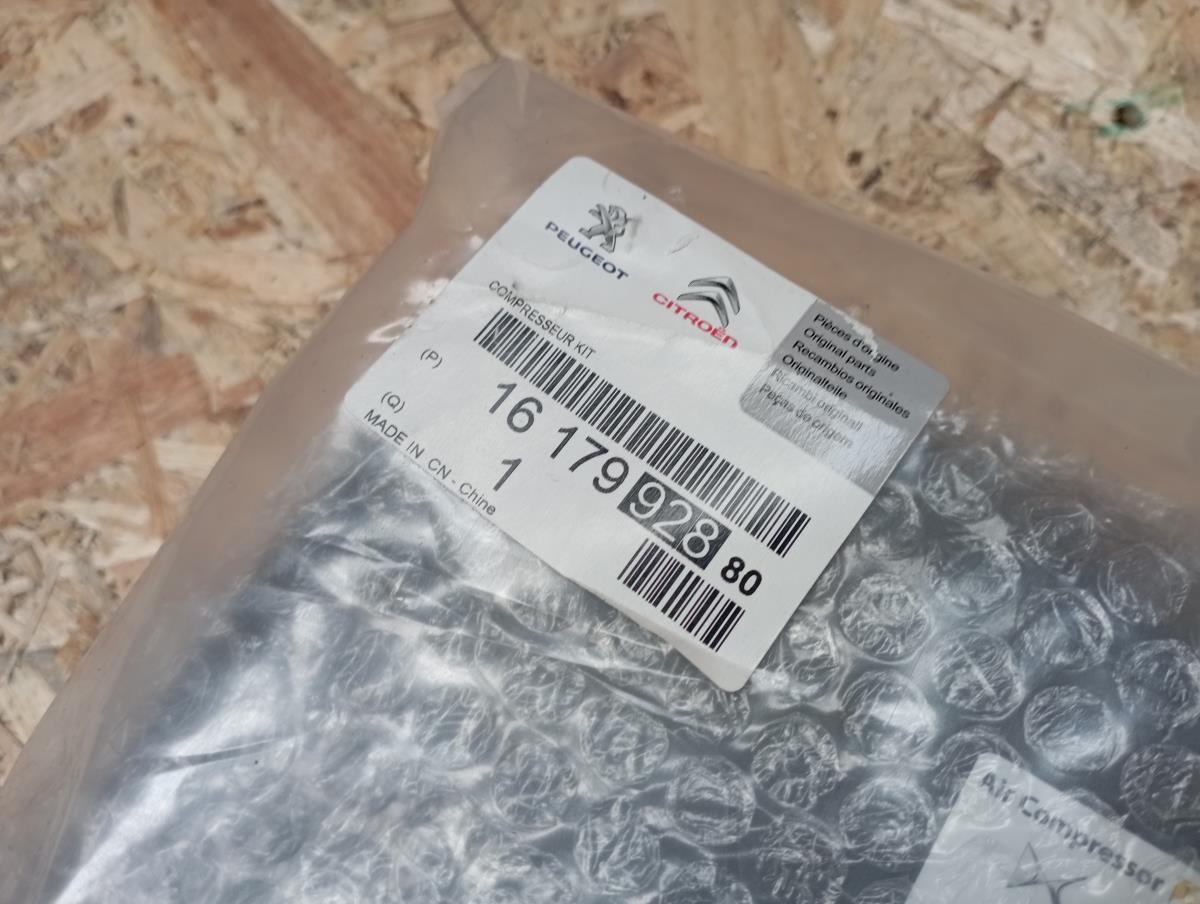 PEUGEOT
CITROËN
Pièces d'origine
Original parts
Recambios originales
Originalteile
Ricambi originali
Peças de origem
COMPRESSEUR KIT
(P)
16 179 928 80
(Q)
1
MADE IN CN - Chine
Air Compressor